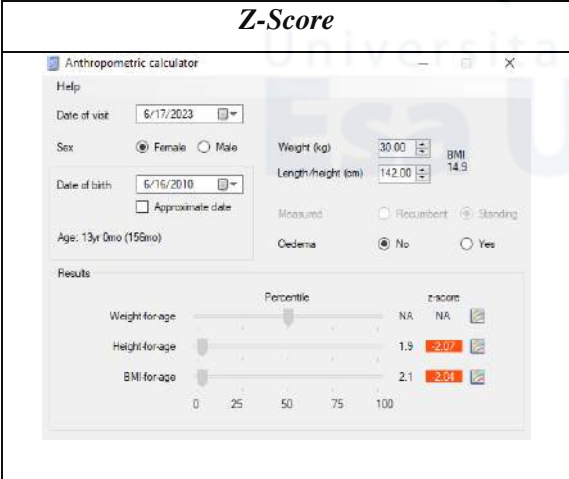 Z-Score
Anthropometric calculator
Help
Date of visit 6/17/2023
Sex Female Male Weight (kg) 30.00 BMI
Length/height (cm) 142.00 14.9
Date of birth 6/16/2010
Approximate date
Measured Recumbent Standing
Age: 13yr 0mo (156mo)
Oedema No Yes
Results
Percentile z-score
Weight-for-age NA NA
Height-for-age 1.9 -2.07
BMI-for-age 2.1 -2.04
0 25 50 75 100
Universita
Esa U